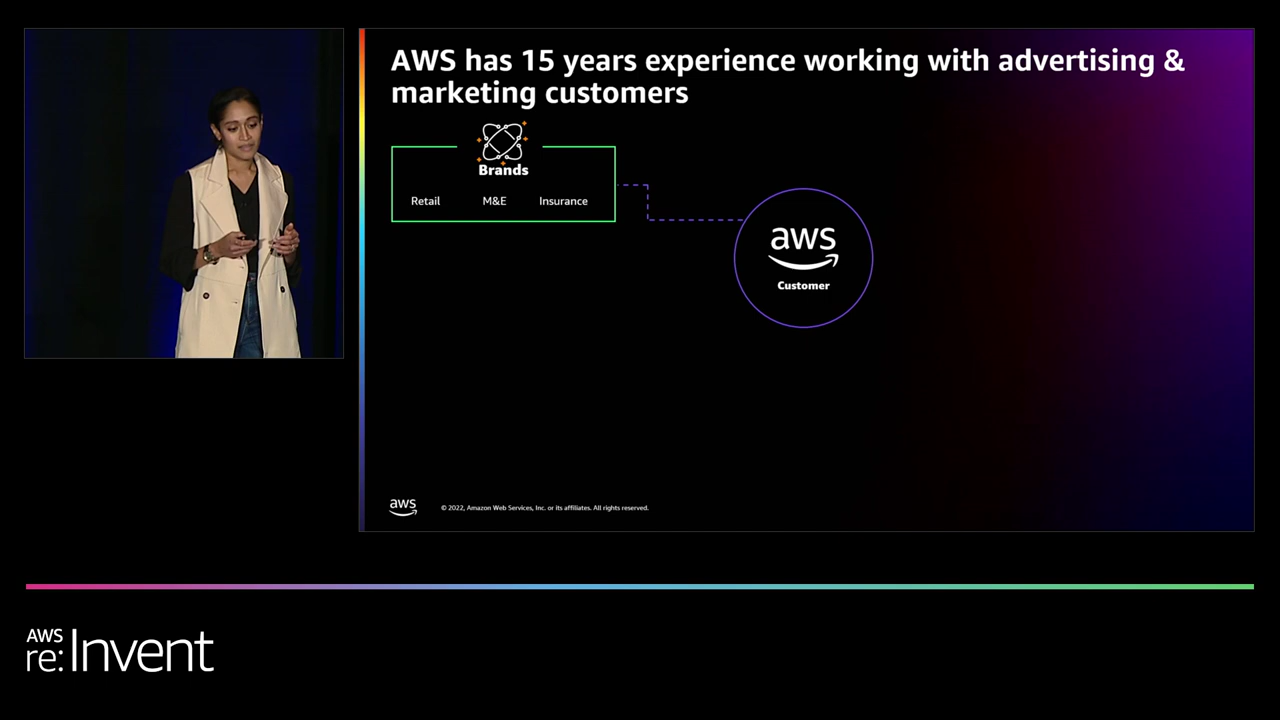 AWS has 15 years experience working with advertising &
marketing customers
Brands
Retail M&E Insurance
aws
Customer
aws
© 2022, Amazon Web Services, Inc. or its affiliates. All rights reserved.
AWS
re:Invent